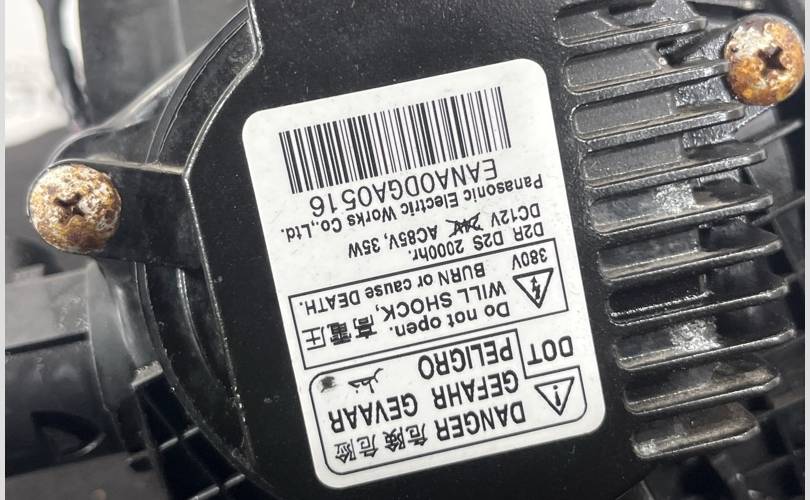 DANGER 危険 危險
GEFAHR GEVAAR
PELIGRO خطر
DOT
Do not open. 高電圧
WILL SHOCK,
BURN or cause DEATH.
380V
D2R D2S 2000hr.
DC12V 24V AC85V, 35W
Panasonic Electric Works Co.,Ltd.
EANA0DGA0516